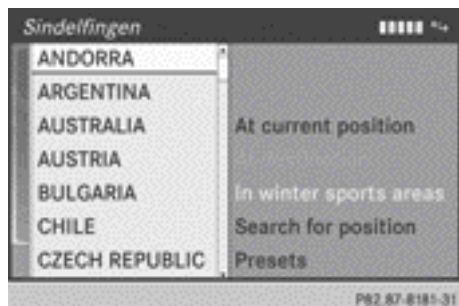 Sindelfingen
ANDORRA
ARGENTINA
AUSTRALIA
AUSTRIA
BULGARIA
CHILE
CZECH REPUBLIC
At current position
In winter sports areas
Search for position
Presets
P82.87-8181-31